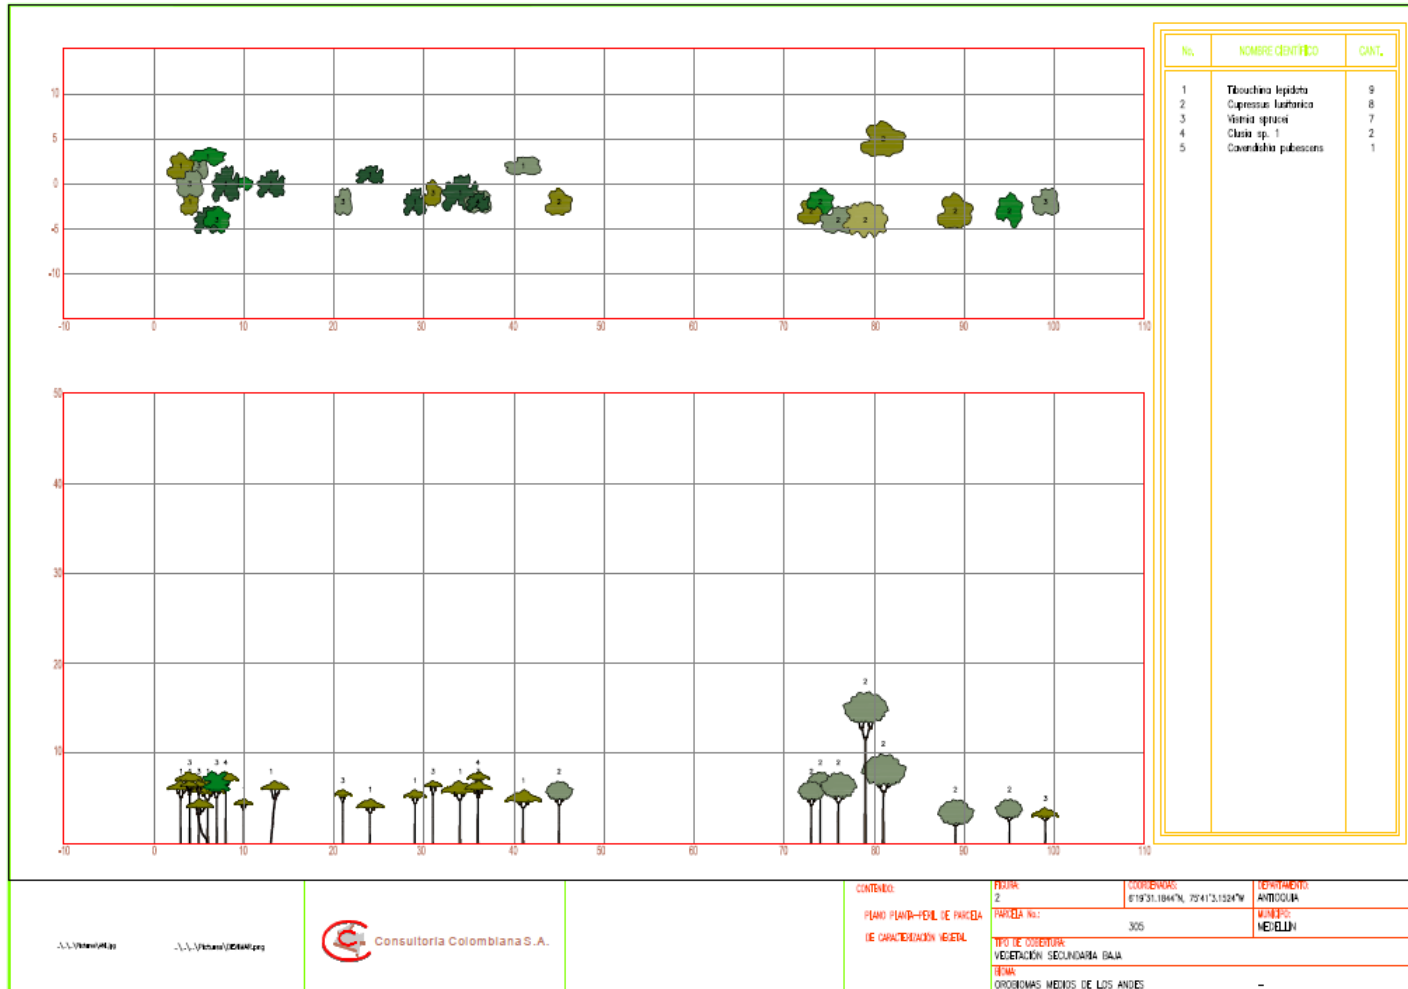 No. NOMBRE CIENTÍFICO CANT.
1 Tibouchina lepidota 9
2 Cupressus lusitanica 8
3 Vismia sprucei 7
4 Clusia sp. 1 2
5 Cavendishia pubescens 1
10
5
0
-5
-10
-10 0 10 20 30 40 50 60 70 80 90 100 110
50
40
30
20
10
0
-10 0 10 20 30 40 50 60 70 80 90 100 110
Consultoría Colombiana S.A.
CONTENIDO:
PLANO PLANTA-PERFIL DE PARCELA
DE CARACTERIZACIÓN VEGETAL
FIGURA:
2
COORDENADAS:
6°19'31.1844"N, 75°41'3.1524"W
DEPARTAMENTO:
ANTIOQUIA
PARCELA No.:
305
MUNICIPIO:
MEDELLIN
TIPO DE COBERTURA:
VEGETACIÓN SECUNDARIA BAJA
BIOMA:
OROBIOMAS MEDIOS DE LOS ANDES –